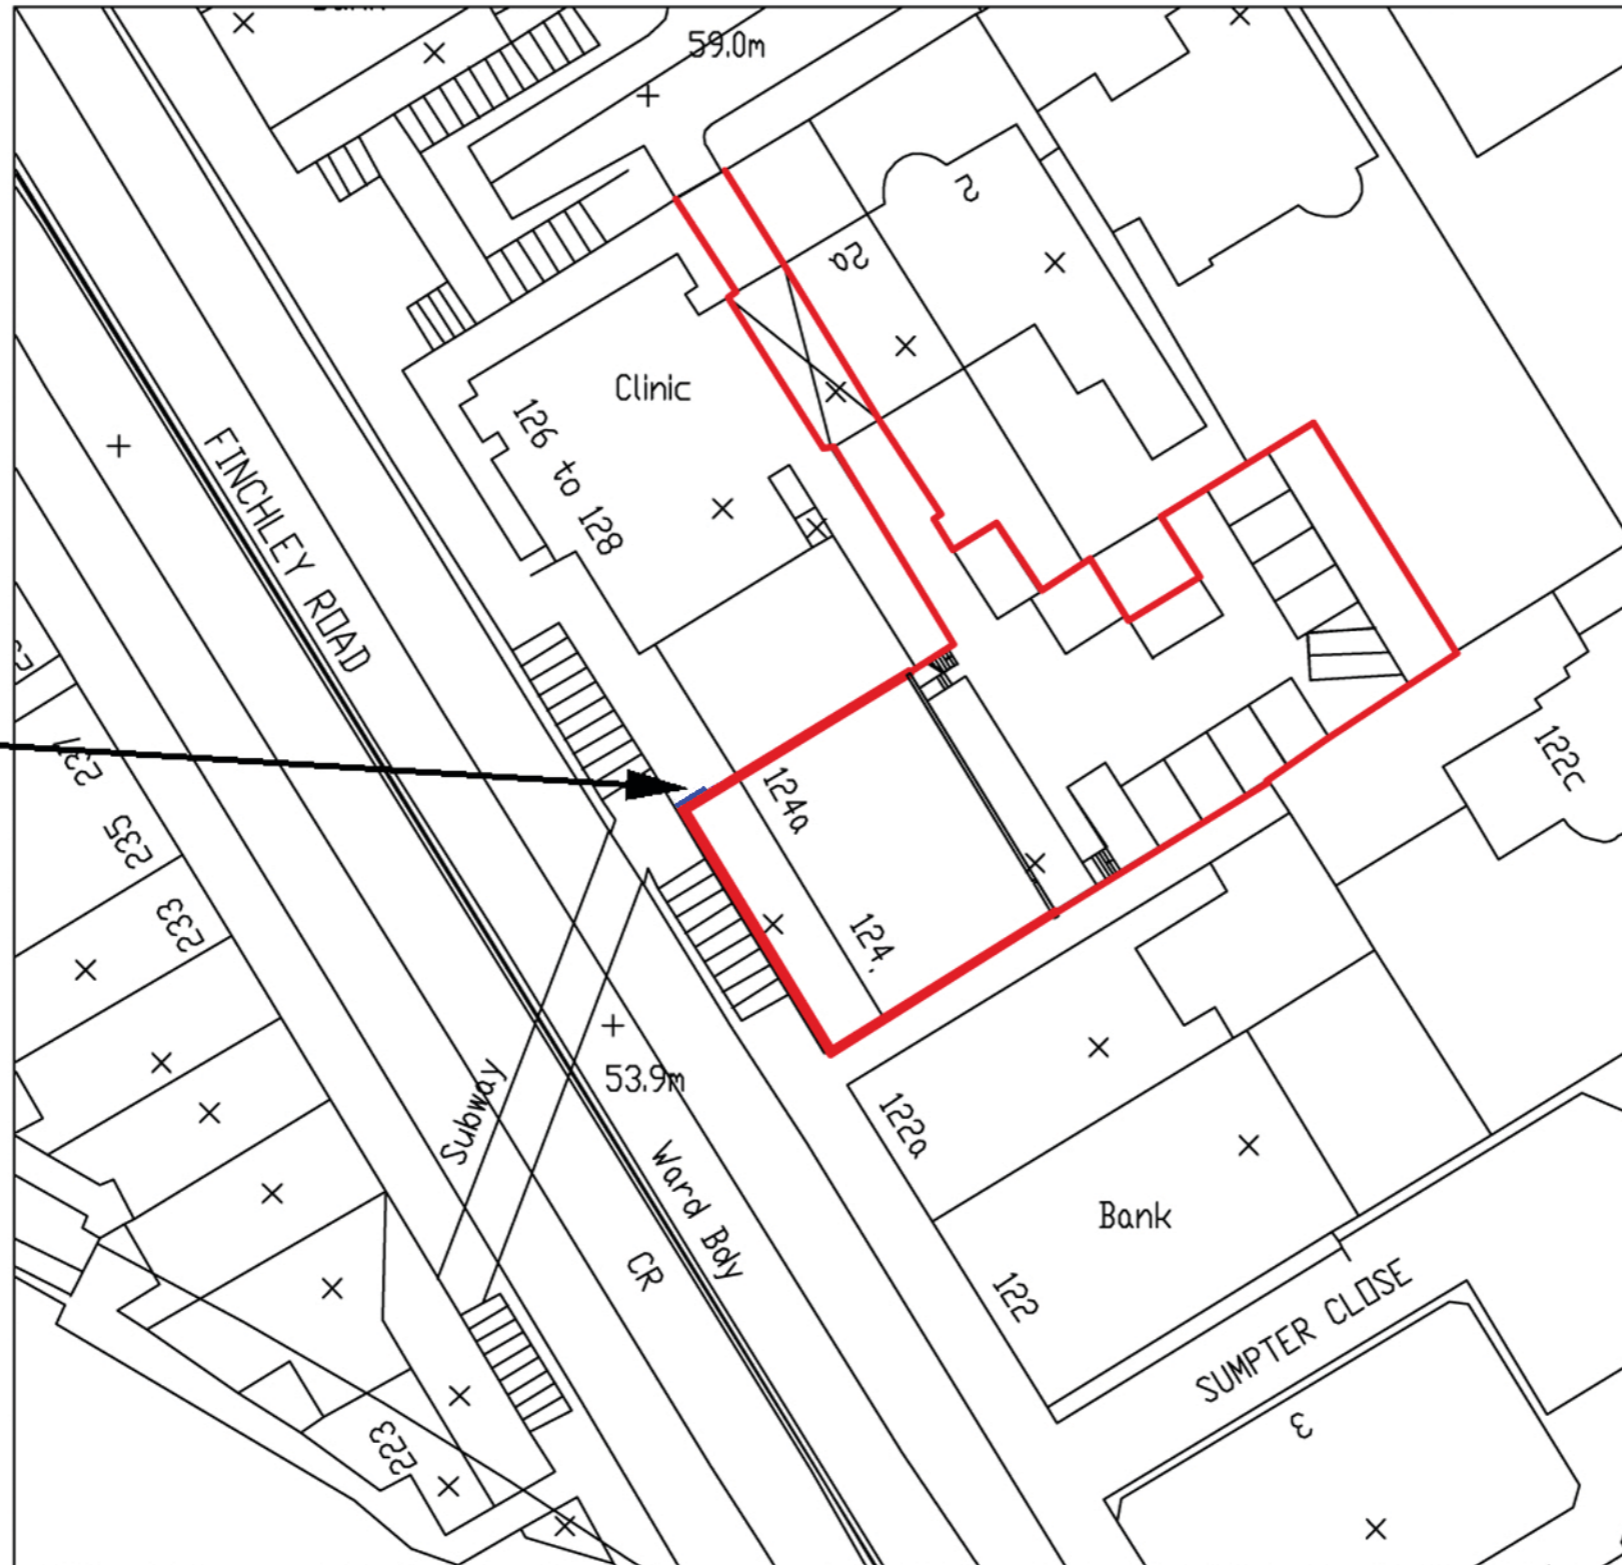 59.0m
2
2a
Clinic
126 to 128
FINCHLEY ROAD
237
235
233
124a
124,
122c
Subway
53.9m
Ward Bdy
CR
122a
122
Bank
SUMPTER CLOSE
3
223